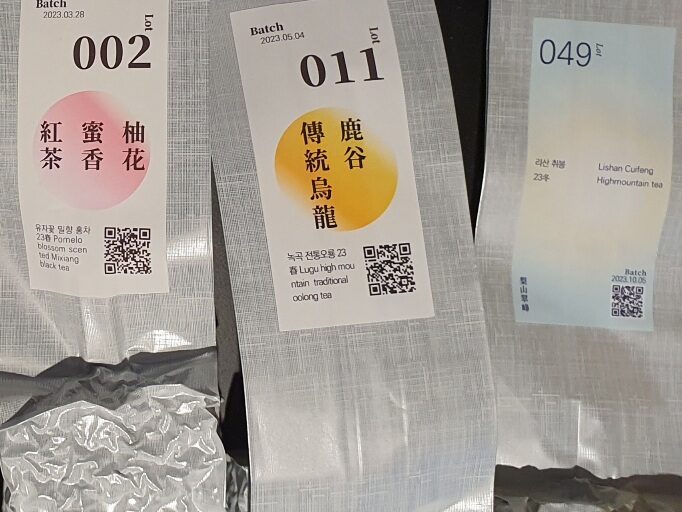 Batch
2023.03.28
Lot
002
柚花
蜜香
紅茶
유자꽃 밀향 홍차
23春 Pomelo
blossom scen
ted Mixiang
black tea
Batch
2023.05.04
Lot
011
鹿谷
傳統烏龍
녹곡 전통오룡 23
春 Lugu high mou
ntain traditional
oolong tea
049
Lot
리산 취봉
23冬
Lishan Cuifeng
Highmountain tea
梨山翠峰
Batch
2023.10.05